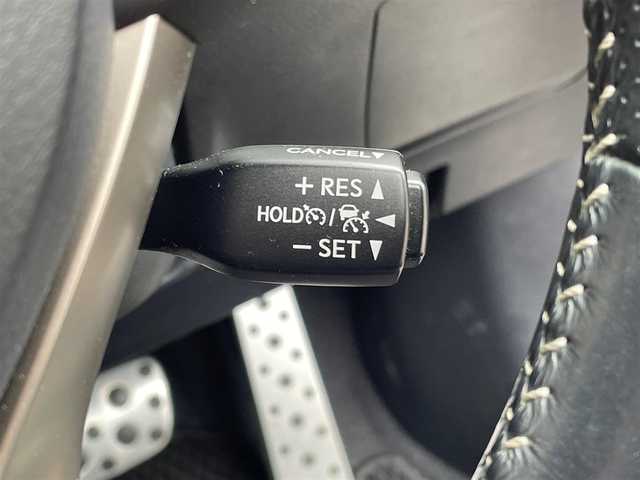 CANCEL▼
+ RES ▲
HOLD / ◄
− SET ▼